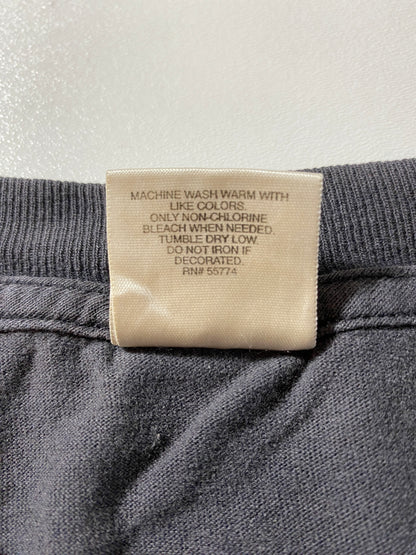 MACHINE WASH WARM WITH
LIKE COLORS.
ONLY NON-CHLORINE
BLEACH WHEN NEEDED.
TUMBLE DRY LOW.
DO NOT IRON IF
DECORATED.
RN# 55774